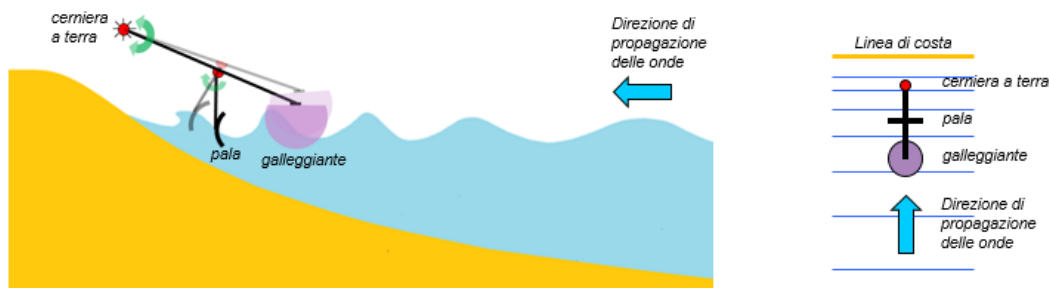 cerniera
a terra
pala
galleggiante
Direzione di
propagazione
delle onde
Linea di costa
cerniera a terra
pala
galleggiante
Direzione di
propagazione
delle onde